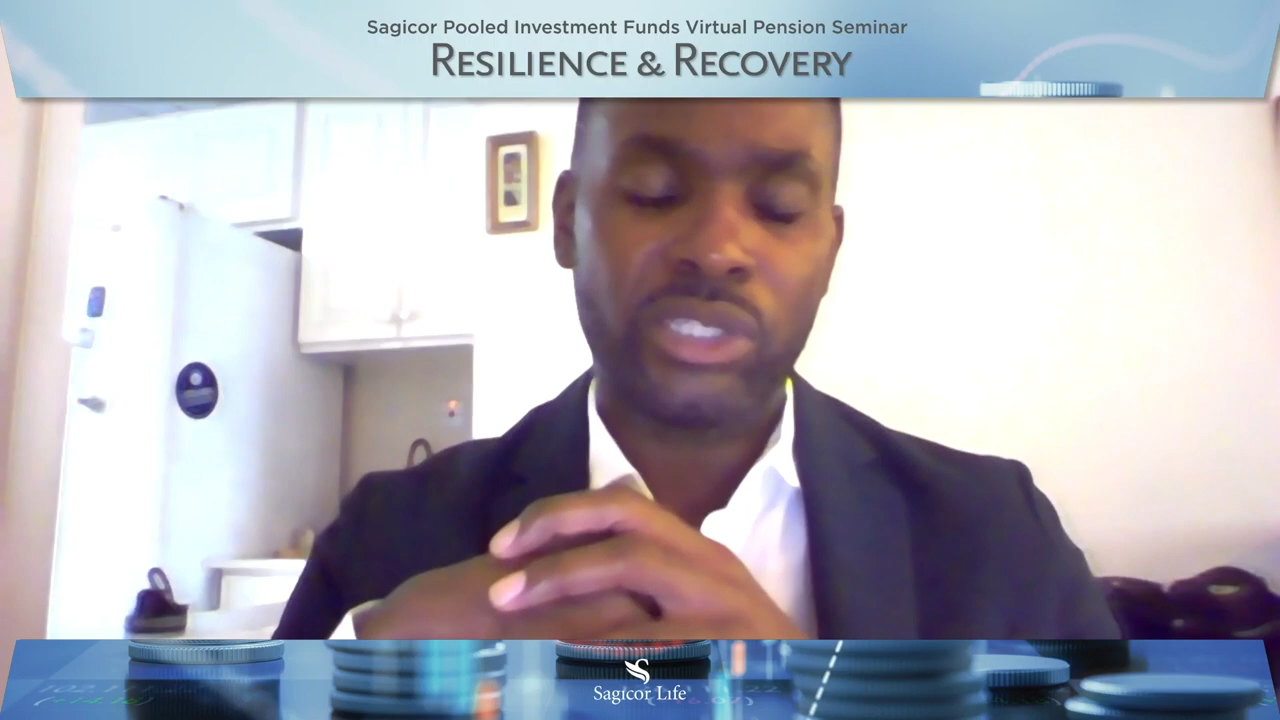 Sagicor Pooled Investment Funds Virtual Pension Seminar
RESILIENCE & RECOVERY
Sagicor Life